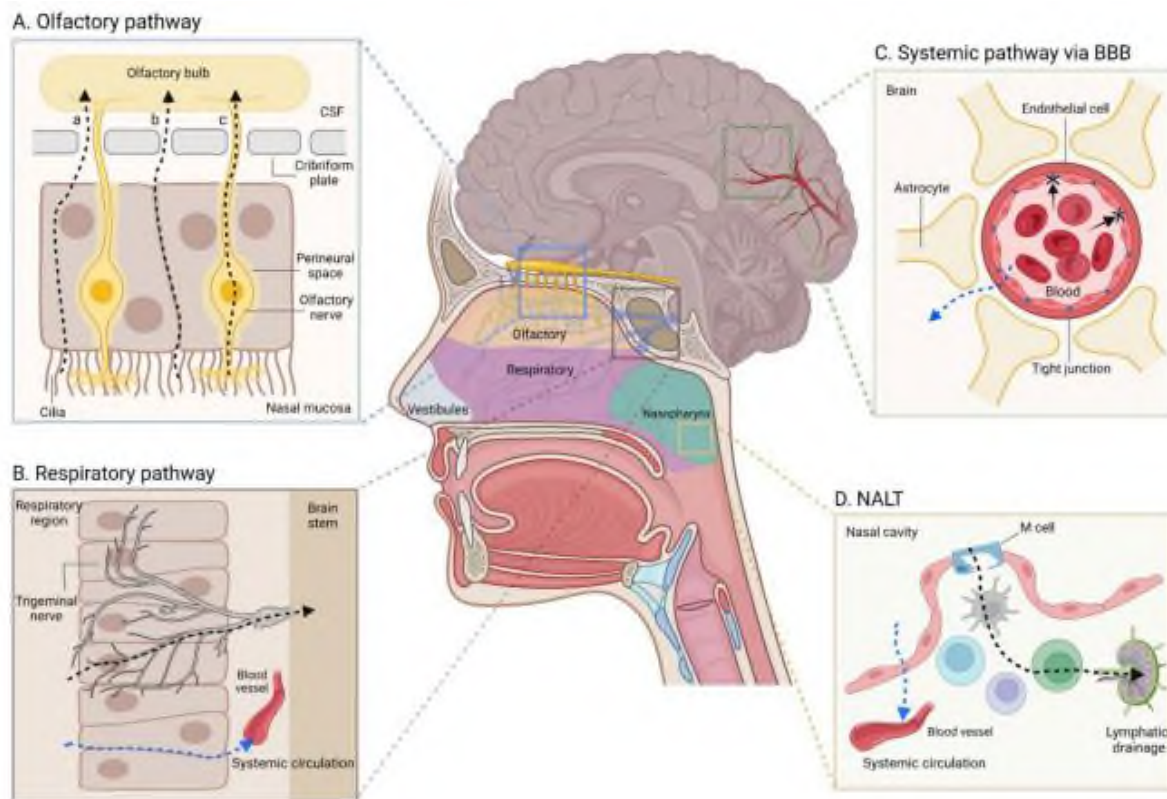 A. Olfactory pathway
Olfactory bulb
CSF
a
b
c
Cribriform
plate
Perineural
space
Olfactory
nerve
Cilia
Nasal mucosa
Olfactory
Respiratory
Vestibules
Nasopharynx
C. Systemic pathway via BBB
Brain
Endothelial cell
Astrocyte
Blood
Tight junction
B. Respiratory pathway
Respiratory
region
Brain
stem
Trigeminal
nerve
Blood
vessel
Systemic circulation
D. NALT
Nasal cavity
M cell
Blood vessel
Systemic circulation
Lymphatic
drainage